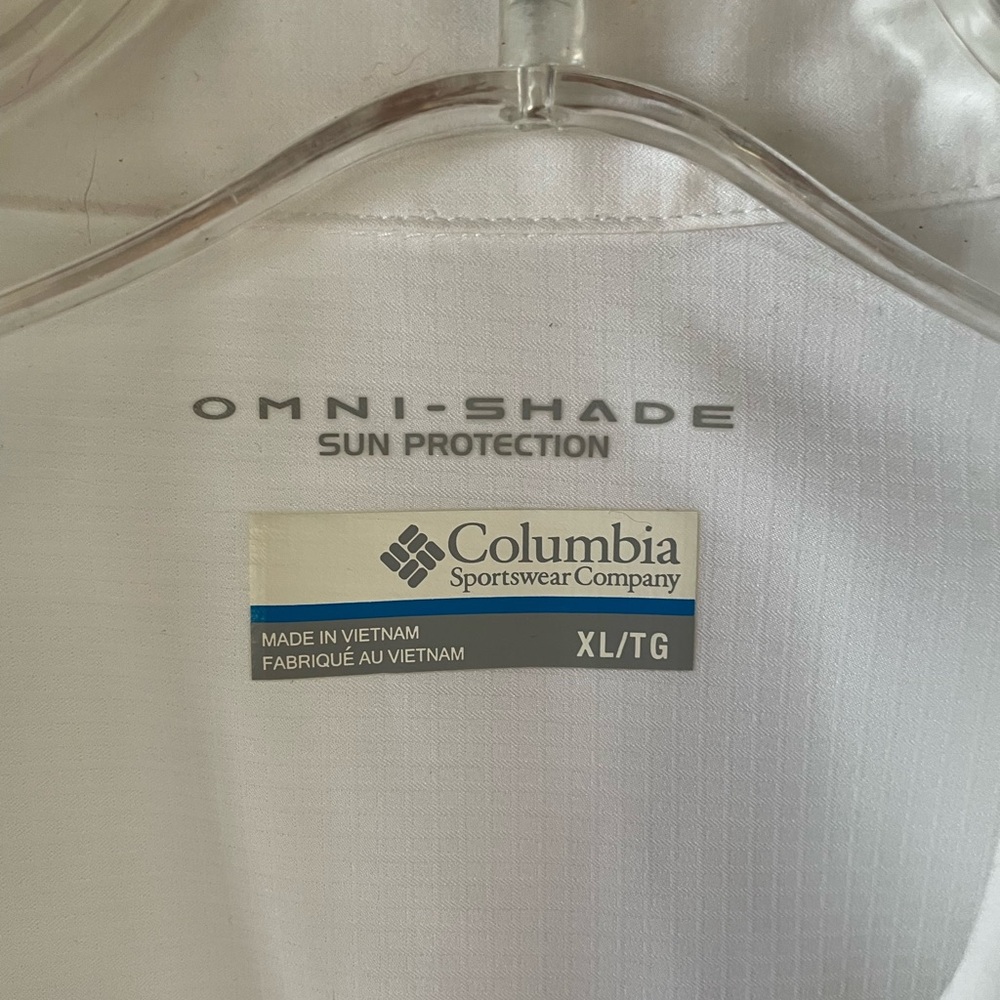 OMNI-SHADE
SUN PROTECTION
Columbia
Sportswear Company
MADE IN VIETNAM
FABRIQUÉ AU VIETNAM
XL/TG